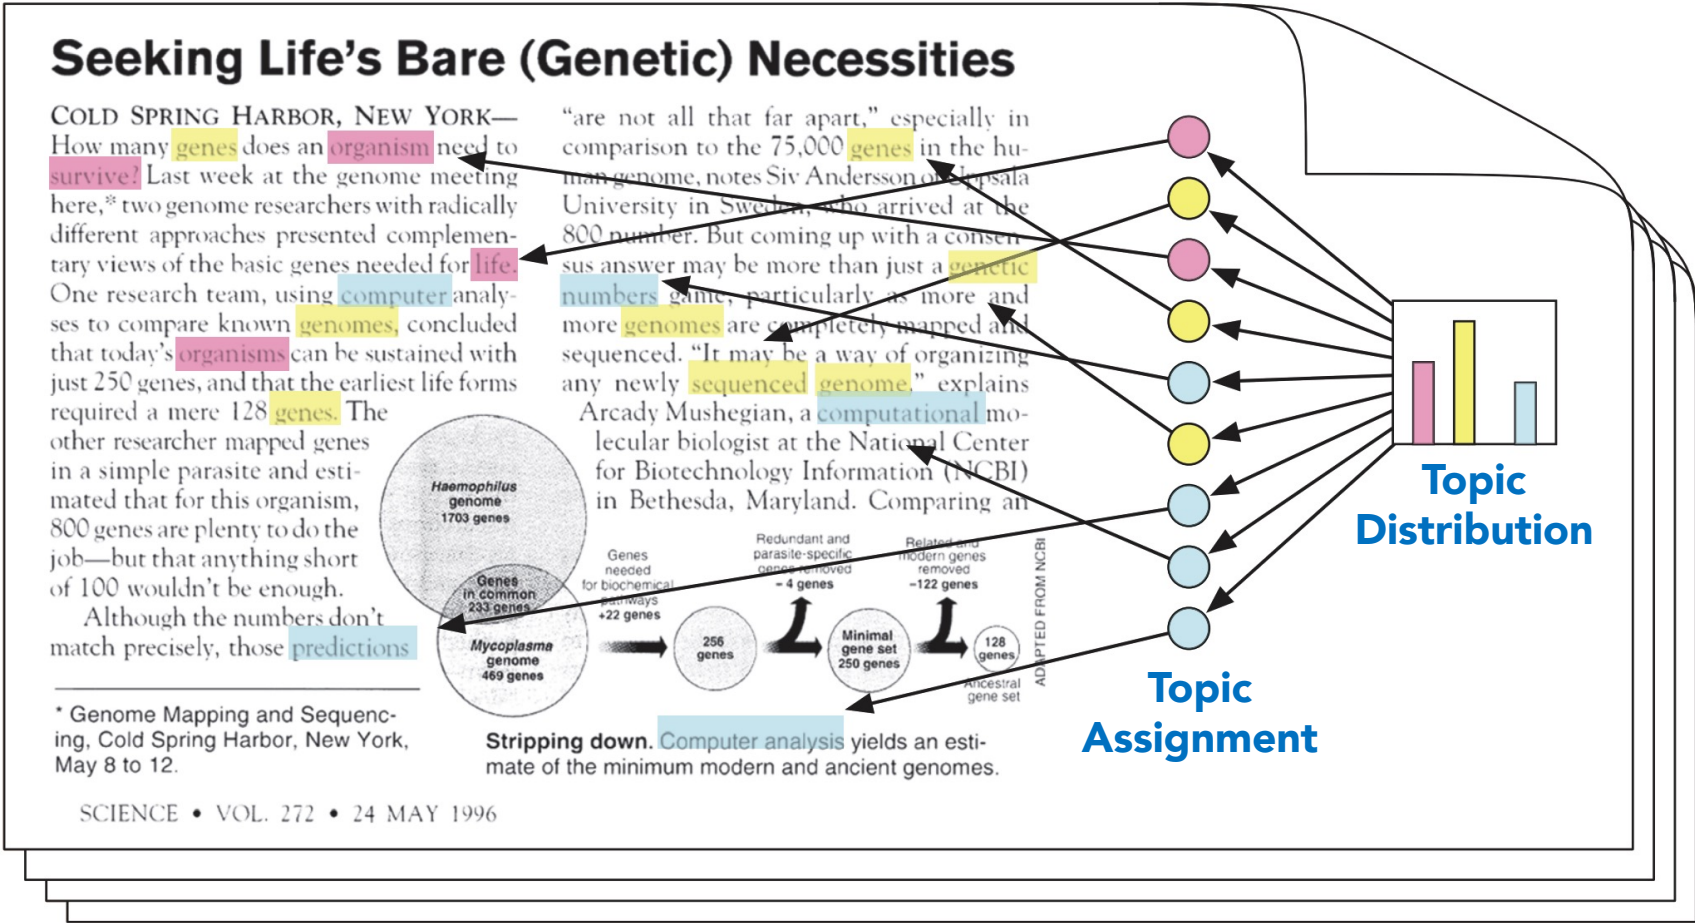 Seeking Life's Bare (Genetic) Necessities
COLD SPRING HARBOR, NEW YORK—
How many genes does an organism need to
survive? Last week at the genome meeting
here,* two genome researchers with radically
different approaches presented complemen-
tary views of the basic genes needed for life.
One research team, using computer analy-
ses to compare known genomes, concluded
that today's organisms can be sustained with
just 250 genes, and that the earliest life forms
required a mere 128 genes. The
other researcher mapped genes
in a simple parasite and esti-
mated that for this organism,
800 genes are plenty to do the
job—but that anything short
of 100 wouldn't be enough.
Although the numbers don't
match precisely, those predictions
* Genome Mapping and Sequenc-
ing, Cold Spring Harbor, New York,
May 8 to 12.
"are not all that far apart," especially in
comparison to the 75,000 genes in the hu-
man genome, notes Siv Andersson of Uppsala
University in Sweden, who arrived at the
800 number. But coming up with a consen-
sus answer may be more than just a genetic
numbers game, particularly as more and
more genomes are completely mapped and
sequenced. "It may be a way of organizing
any newly sequenced genome," explains
Arcady Mushegian, a computational mo-
lecular biologist at the National Center
for Biotechnology Information (NCBI)
in Bethesda, Maryland. Comparing an
Haemophilus
genome
1703 genes
Genes
in common
233 genes
Mycoplasma
genome
469 genes
Genes
needed
for biochemical
pathways
+22 genes
256
genes
Redundant and
parasite-specific
genes removed
– 4 genes
Minimal
gene set
250 genes
Related and
modern genes
removed
–122 genes
128
genes
Ancestral
gene set
ADAPTED FROM NCBI
Stripping down. Computer analysis yields an esti-
mate of the minimum modern and ancient genomes.
SCIENCE • VOL. 272 • 24 MAY 1996
Topic
Assignment
Topic
Distribution